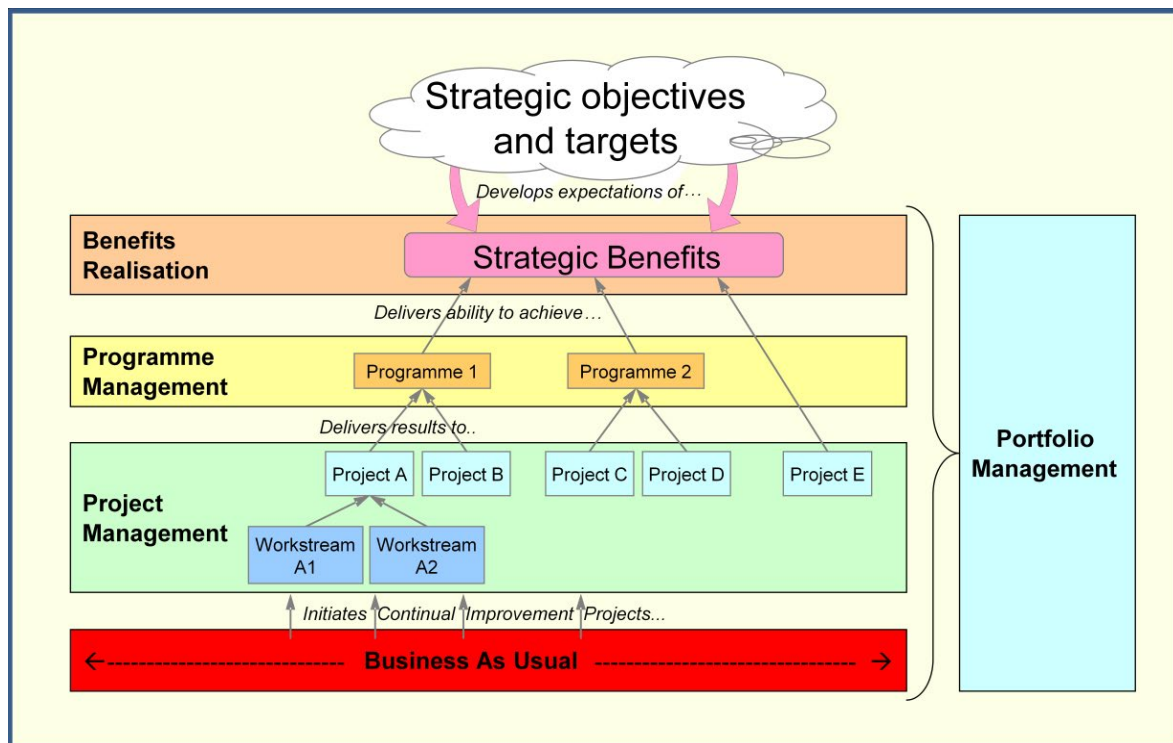 Strategic objectives
and targets
Develops expectations of…
Benefits
Realisation
Strategic Benefits
Delivers ability to achieve…
Programme
Management
Programme 1
Programme 2
Delivers results to..
Project
Management
Project A
Project B
Project C
Project D
Project E
Workstream
A1
Workstream
A2
Initiates Continual Improvement Projects...
←--------------------------- Business As Usual ----------------------------------→
Portfolio
Management